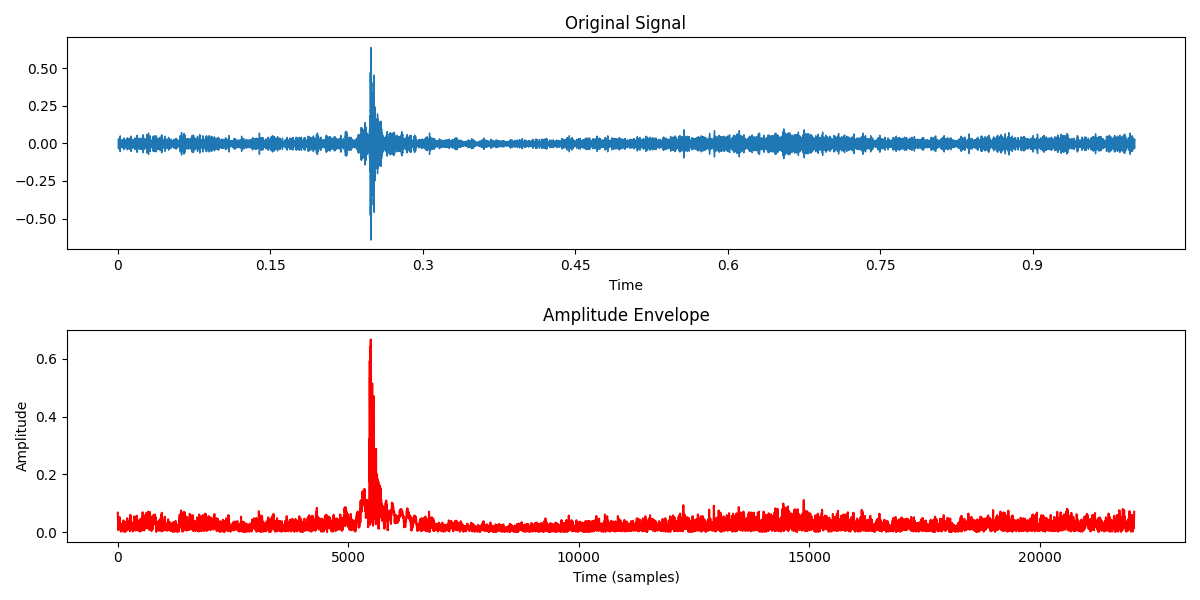 Original Signal
0.50
0.25
0.00
−0.25
−0.50
0 0.15 0.3 0.45 0.6 0.75 0.9
Time
Amplitude Envelope
Amplitude
0.6
0.4
0.2
0.0
0 5000 10000 15000 20000
Time (samples)